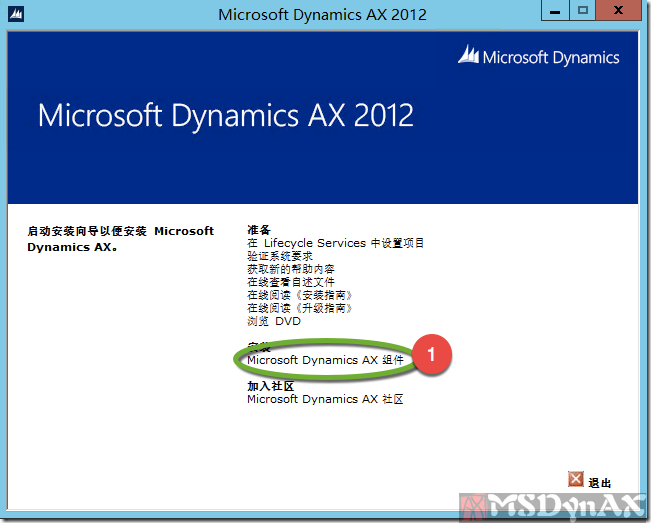 Microsoft Dynamics AX 2012
Microsoft Dynamics
Microsoft Dynamics AX 2012
启动安装向导以便安装 Microsoft
Dynamics AX。
准备
在 Lifecycle Services 中设置项目
验证系统要求
获取新的帮助内容
在线查看自述文件
在线阅读《安装指南》
在线阅读《升级指南》
浏览 DVD
安装
Microsoft Dynamics AX 组件
1
加入社区
Microsoft Dynamics AX 社区
退出
MSDynAX